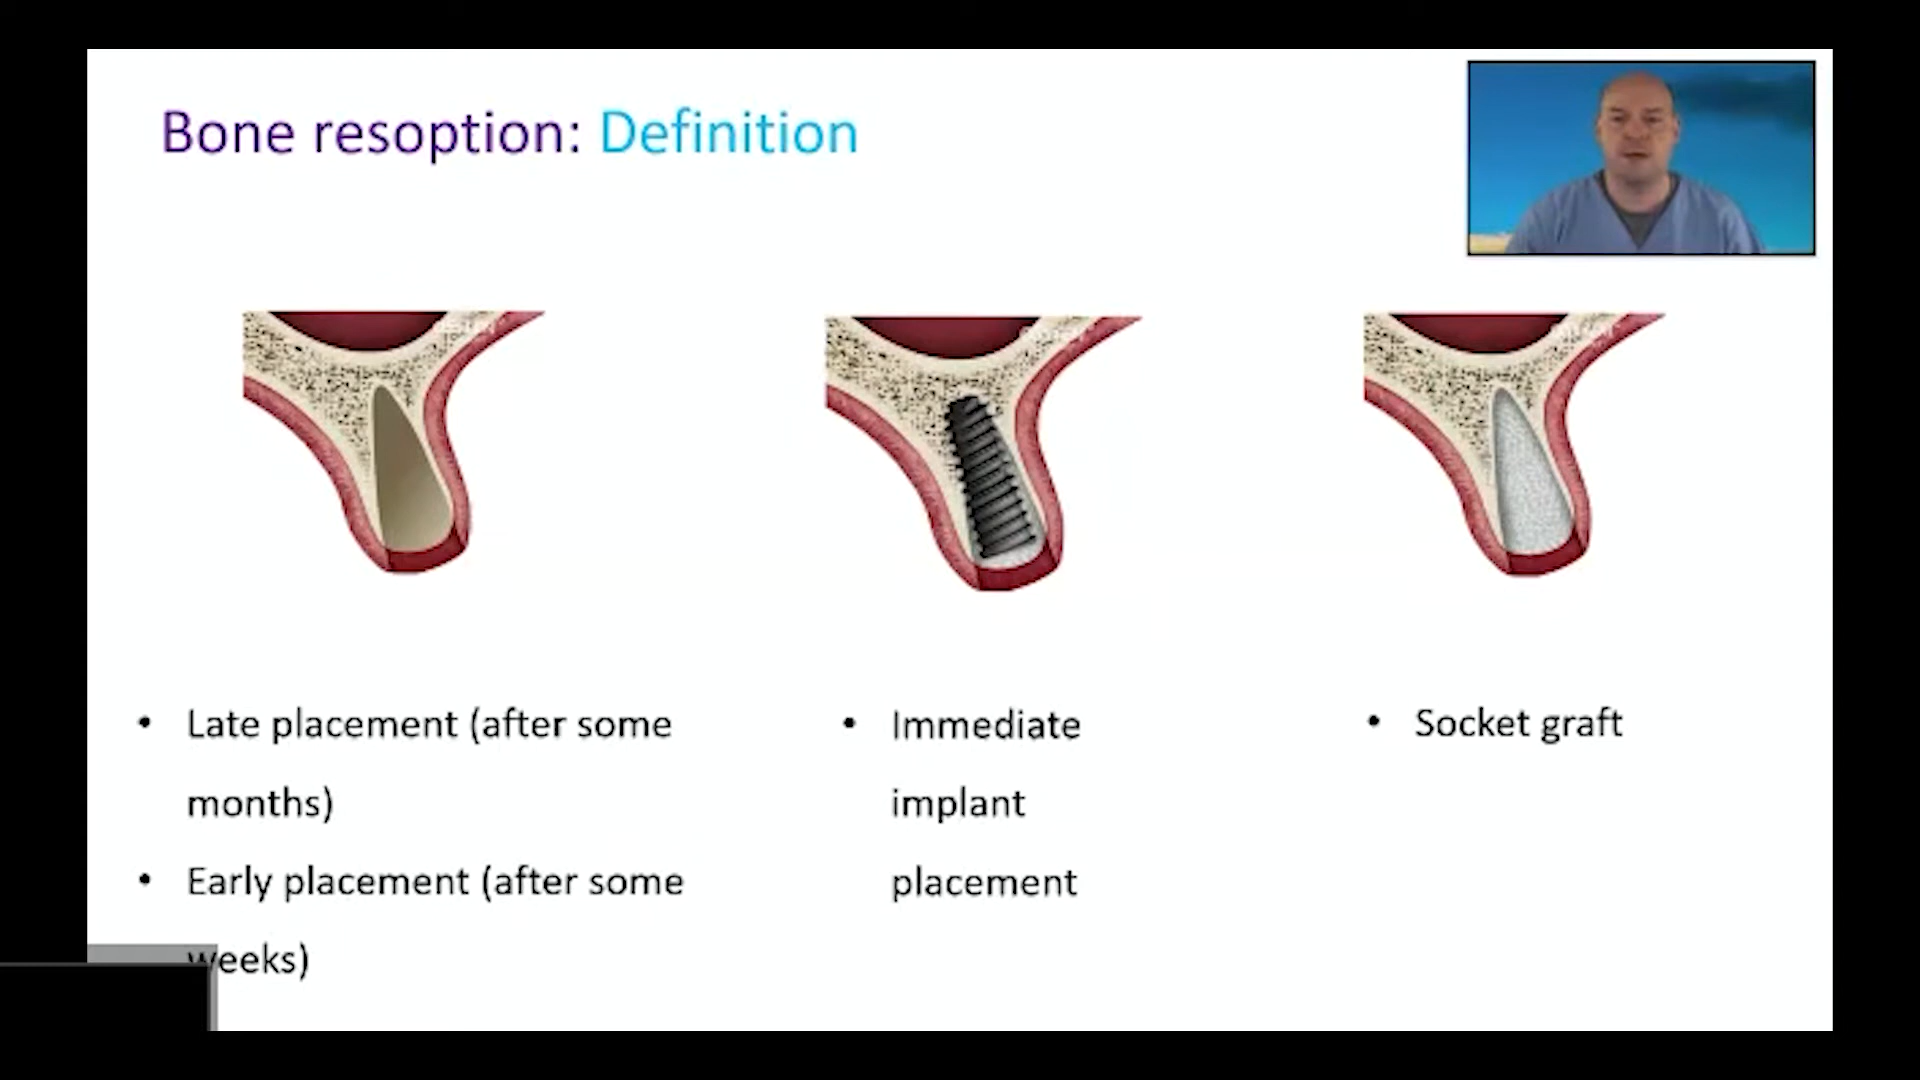 Bone resoption: Definition
• Late placement (after some
months)
• Early placement (after some
weeks)
• Immediate
implant
placement
• Socket graft